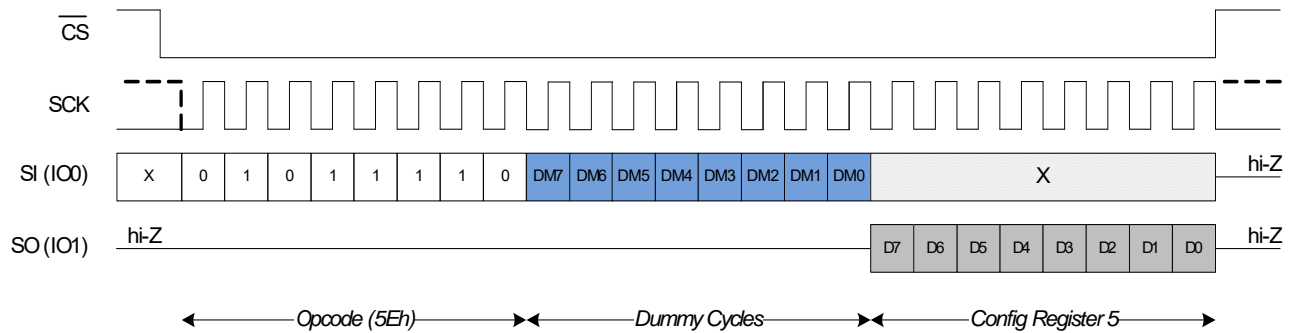 CS
SCK
SI (IO0) X 0 1 0 1 1 1 1 0 DM7 DM6 DM5 DM4 DM3 DM2 DM1 DM0 X hi-Z
SO (IO1) hi-Z D7 D6 D5 D4 D3 D2 D1 D0 hi-Z
Opcode (5Eh) Dummy Cycles Config Register 5